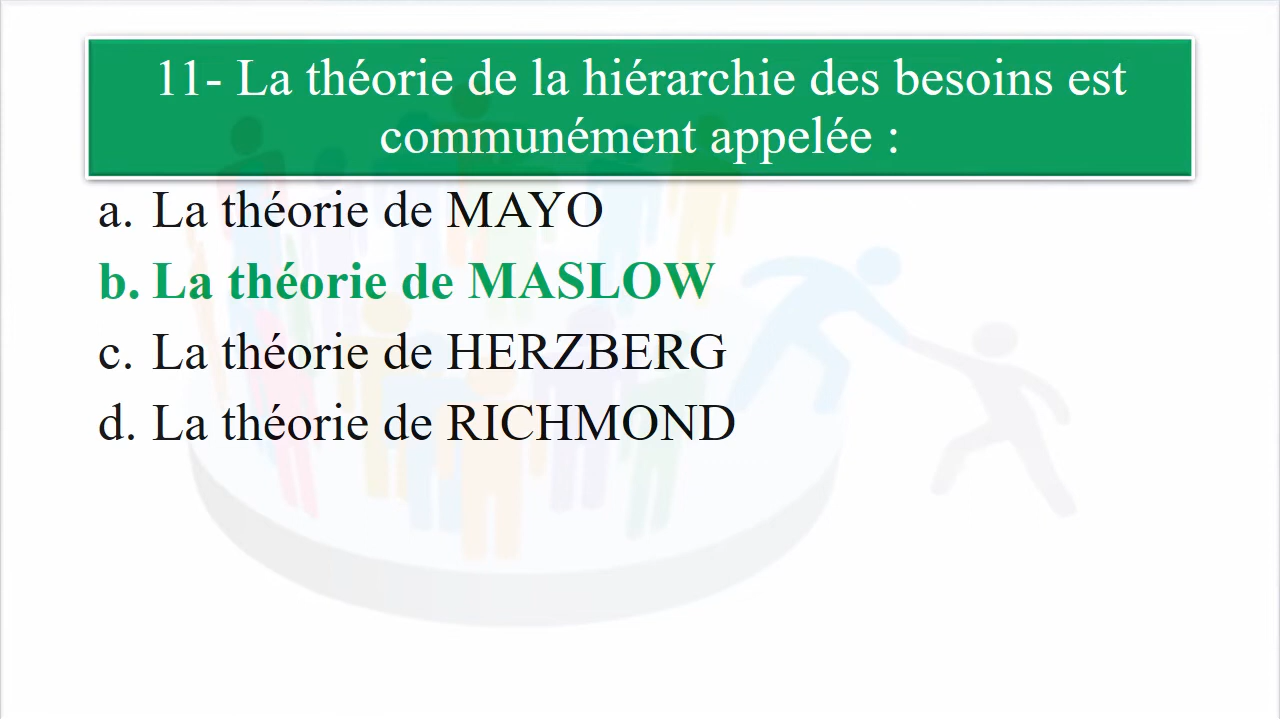 11- La théorie de la hiérarchie des besoins est
communément appelée :
a. La théorie de MAYO
b. La théorie de MASLOW
c. La théorie de HERZBERG
d. La théorie de RICHMOND